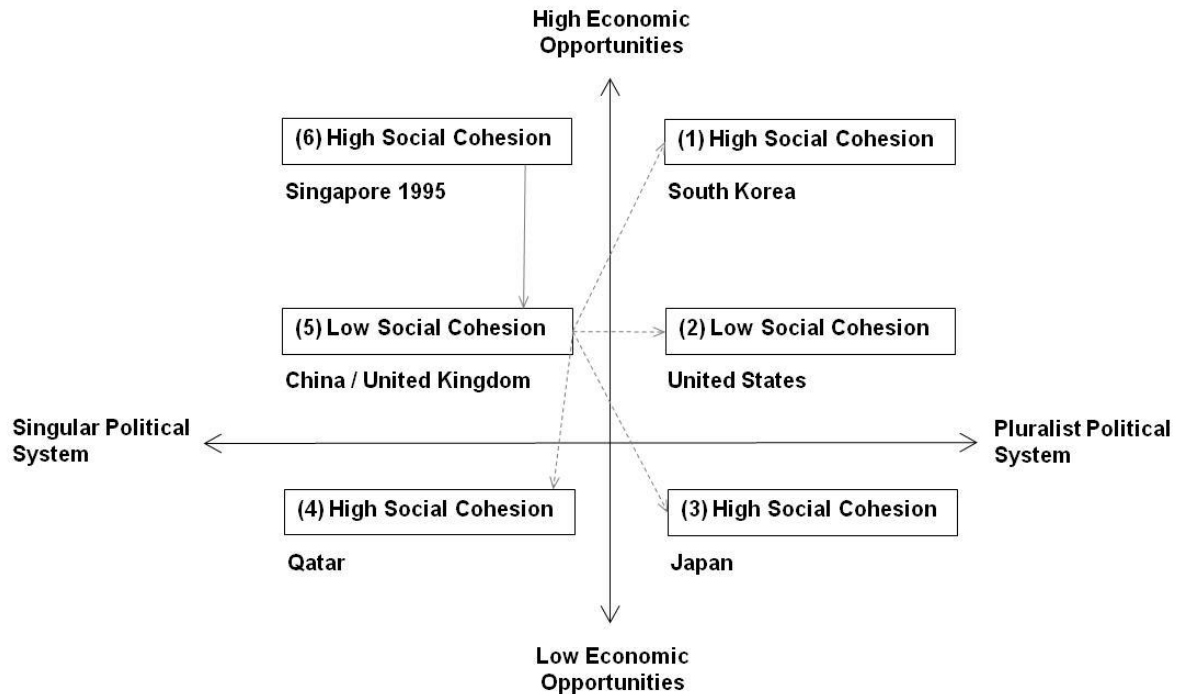 High Economic
Opportunities
(6) High Social Cohesion
(1) High Social Cohesion
Singapore 1995
South Korea
(5) Low Social Cohesion
(2) Low Social Cohesion
China / United Kingdom
United States
Singular Political
System
Pluralist Political
System
(4) High Social Cohesion
(3) High Social Cohesion
Qatar
Japan
Low Economic
Opportunities